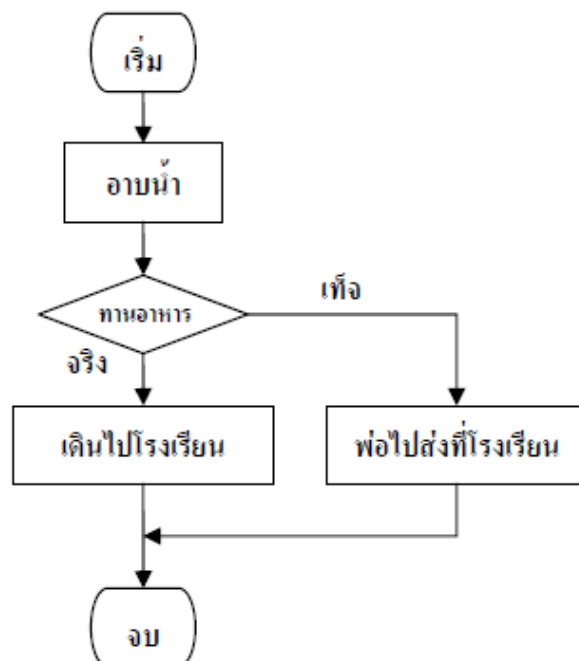 เริ่ม
อาบน้ำ
ทานอาหาร
เท็จ
จริง
เดินไปโรงเรียน
พ่อไปส่งที่โรงเรียน
จบ